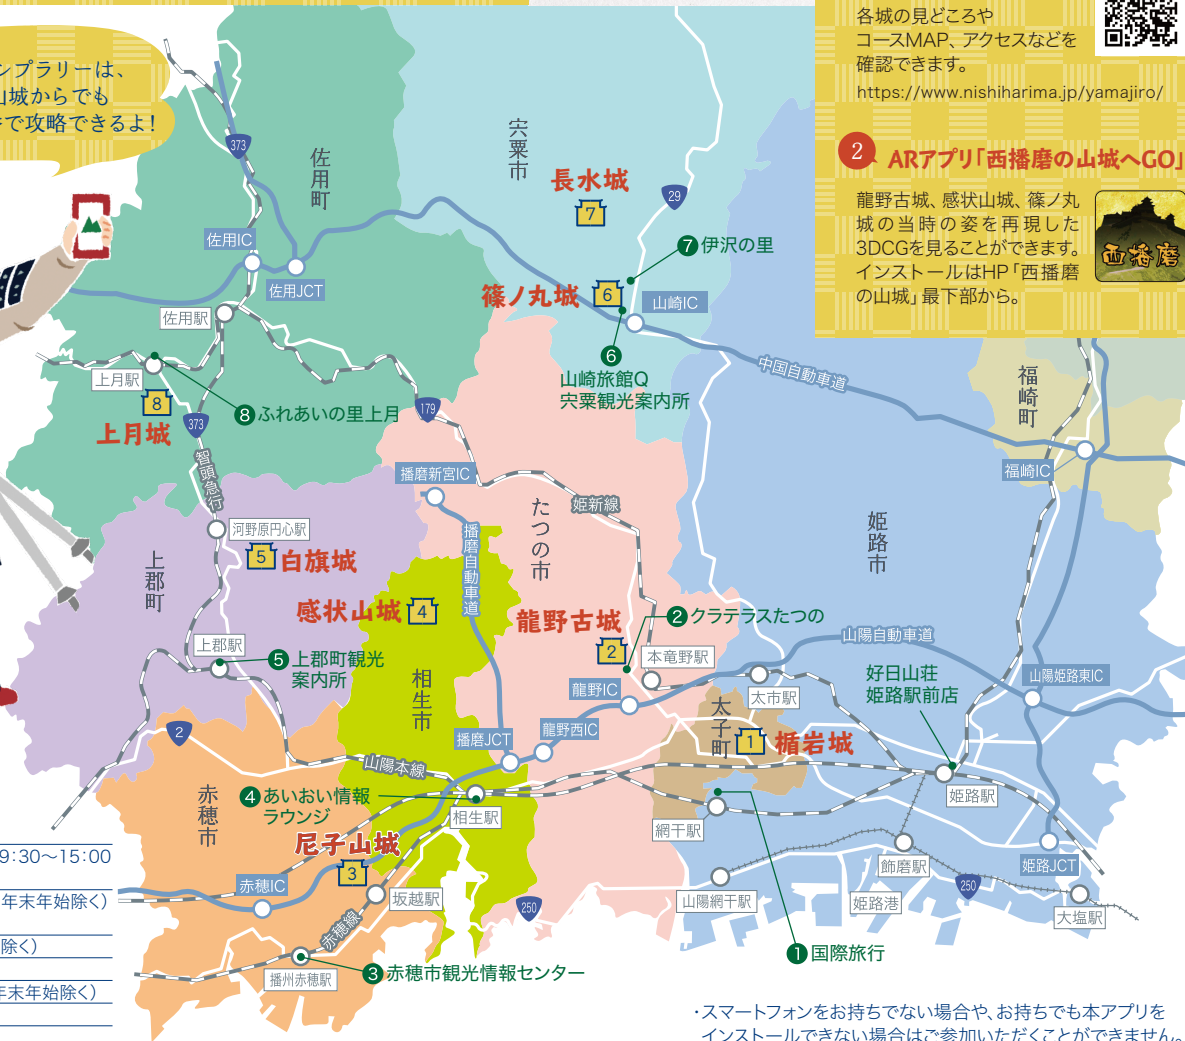 ンプラリーは、
山城からでも
で攻略できるよ!
各城の見どころや
コースMAP、アクセスなどを
確認できます。
https://www.nishiharima.jp/yamajiro/
2
ARアプリ「西播磨の山城へGO」
龍野古城、感状山城、篠ノ丸
城の当時の姿を再現した
3DCGを見ることができます。
インストールはHP「西播磨
の山城」最下部から。
西播磨
373
佐用町
宍粟市
長水城
7
29
佐用IC
佐用JCT
7 伊沢の里
篠ノ丸城
6
山崎IC
佐用駅
6
山崎旅館Q
宍粟観光案内所
中国自動車道
福崎町
上月駅
8
上月城
8 ふれあいの里上月
373
179
智頭急行
播磨新宮IC
福崎IC
たつの市
姫新線
姫路市
河野原円心駅
5
白旗城
播磨自動車道
上郡町
感状山城
4
龍野古城
2
2 クラテラスたつの
山陽自動車道
上郡駅
5 上郡町観光
案内所
本竜野駅
相生市
龍野IC
太市駅
好日山荘
姫路駅前店
山陽姫路東IC
太子町
2
播磨JCT
龍野西IC
1
楯岩城
山陽本線
赤穂市
4 あいおい情報
ラウンジ
相生駅
姫路駅
網干駅
尼子山城
3
飾磨駅
姫路JCT
9:30〜15:00
赤穂IC
坂越駅
年末年始除く)
山陽網干駅
姫路港
250
250
大塩駅
赤穂線
除く)
1 国際旅行
播州赤穂駅
3 赤穂市観光情報センター
年末年始除く)
・スマートフォンをお持ちでない場合や、お持ちでも本アプリを
インストールできない場合はご参加いただくことができません。